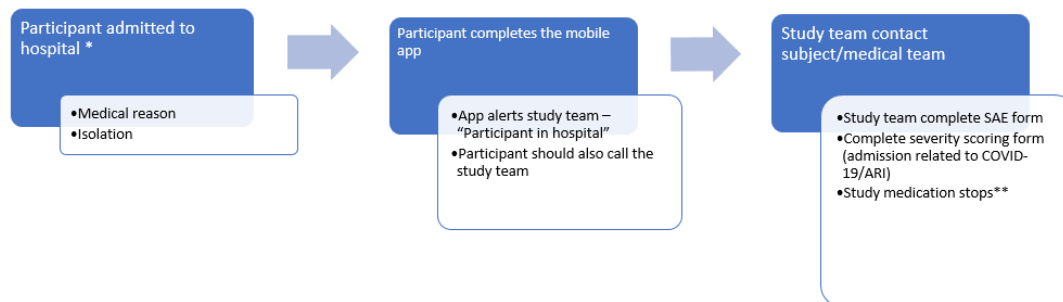 Participant admitted to
hospital *
•Medical reason
•Isolation
Participant completes the mobile
app
•App alerts study team –
“Participant in hospital”
•Participant should also call the
study team
Study team contact
subject/medical team
•Study team complete SAE form
•Complete severity scoring form
(admission related to COVID-
19/ARI)
•Study medication stops**